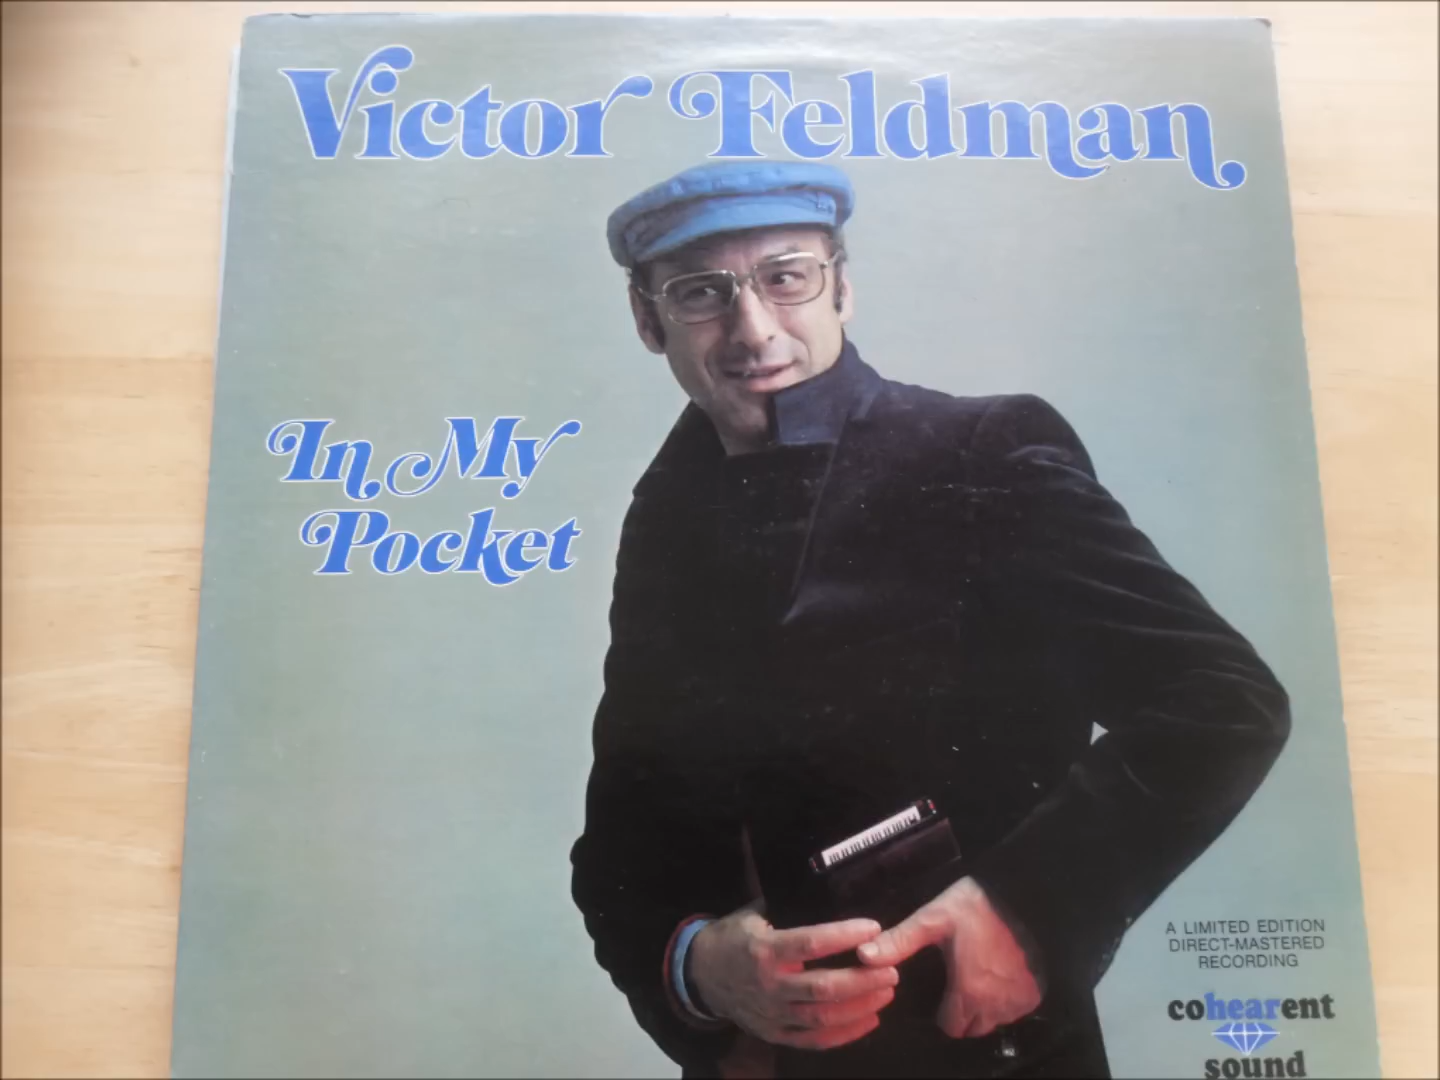 Victor Feldman
In My
Pocket
A LIMITED EDITION
DIRECT-MASTERED
RECORDING
cohearent
sound